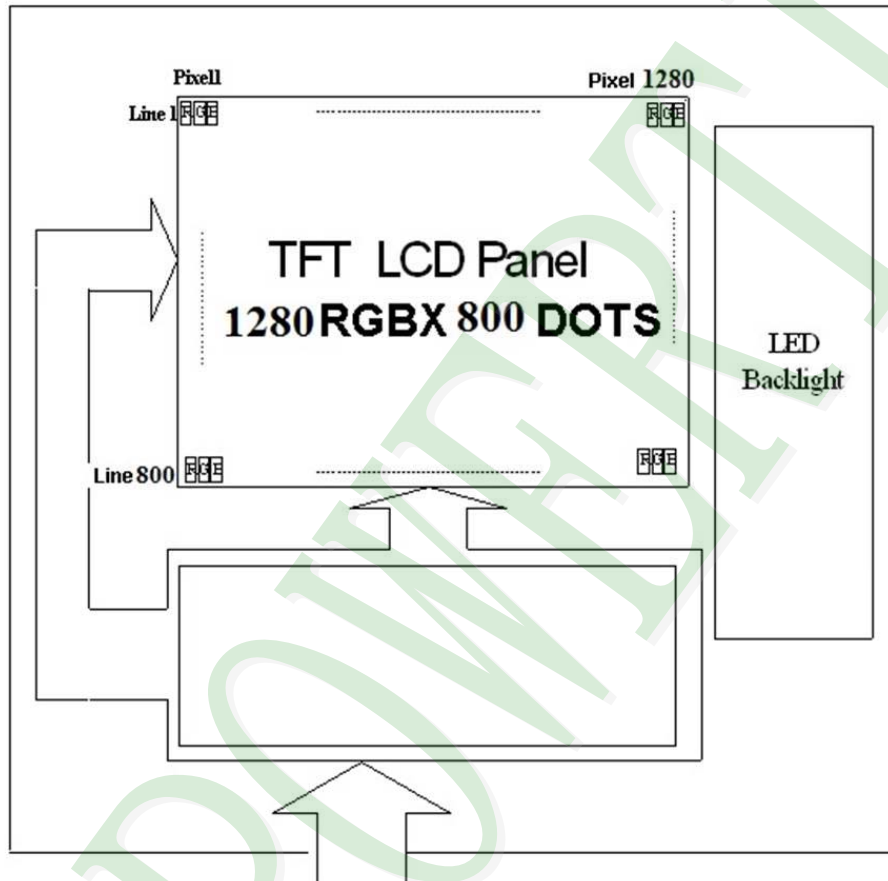 Pixel1 Pixel 1280
Line 1 RGB RGB
TFT LCD Panel
1280 RGBX 800 DOTS
LED
Backlight
Line 800 RGB RGB